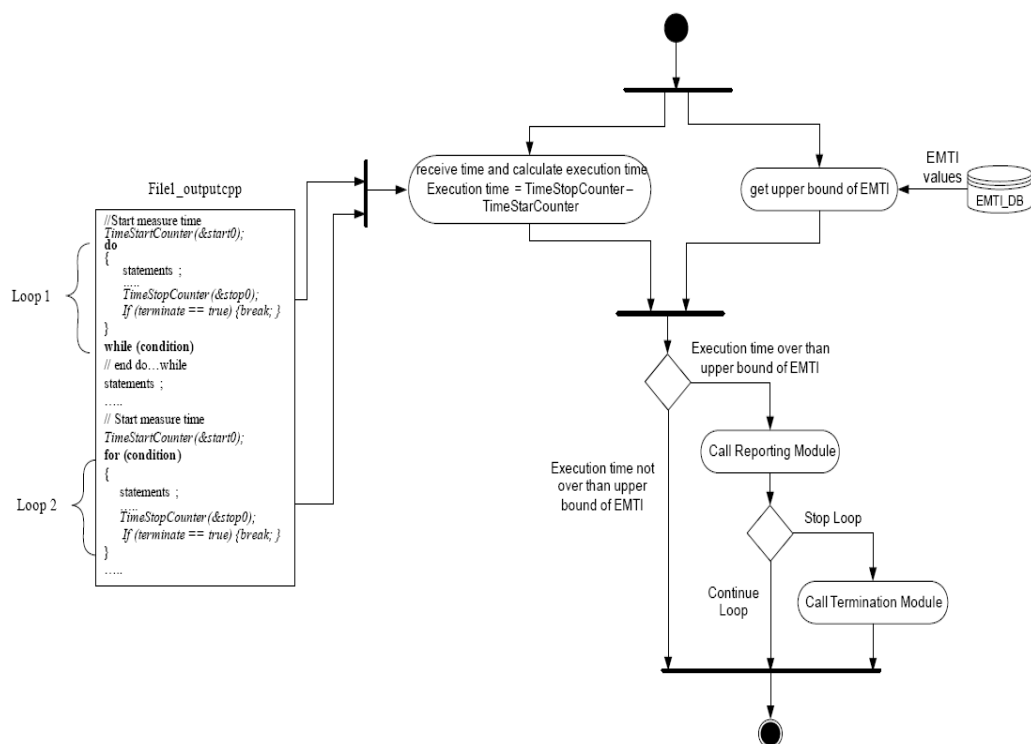 receive time and calculate execution time
Execution time = TimeStopCounter –
TimeStarCounter
get upper bound of EMTI
EMTI
values
EMTI_DB
File1_outputcpp
//Start measure time
TimeStartCounter (&start0);
do
{
statements ;
.....
TimeStopCounter (&stop0);
If (terminate == true) {break; }
}
while (condition)
// end do…while
statements ;
…..
// Start measure time
TimeStartCounter (&start0);
for (condition)
{
statements ;
.....
TimeStopCounter (&stop0);
If (terminate == true) {break; }
}
…..
Loop 1
Loop 2
Execution time over than
upper bound of EMTI
Call Reporting Module
Execution time not
over than upper
bound of EMTI
Stop Loop
Continue
Loop
Call Termination Module